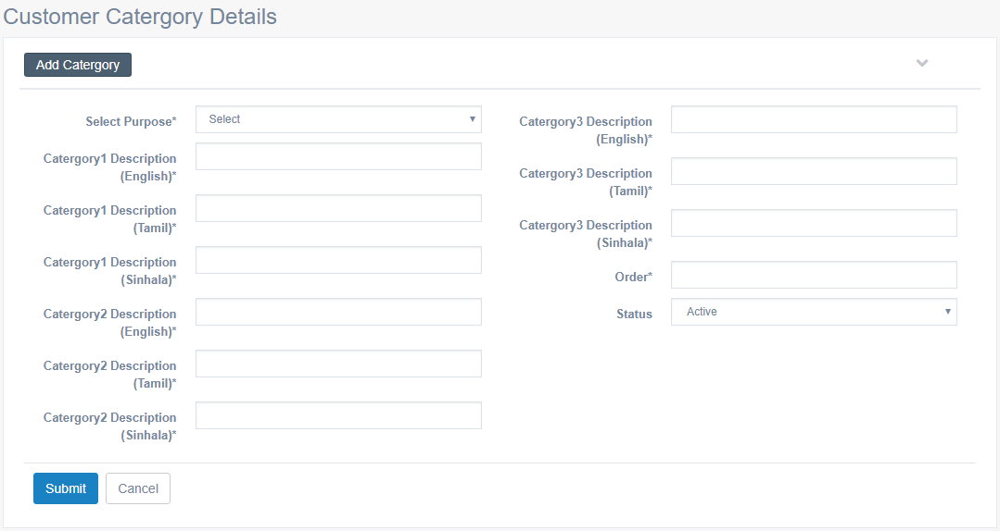 Customer Catergory Details
Add Catergory
Select Purpose*
Select
Catergory1 Description
(English)*
Catergory1 Description
(Tamil)*
Catergory1 Description
(Sinhala)*
Catergory2 Description
(English)*
Catergory2 Description
(Tamil)*
Catergory2 Description
(Sinhala)*
Catergory3 Description
(English)*
Catergory3 Description
(Tamil)*
Catergory3 Description
(Sinhala)*
Order*
Status
Active
Submit
Cancel